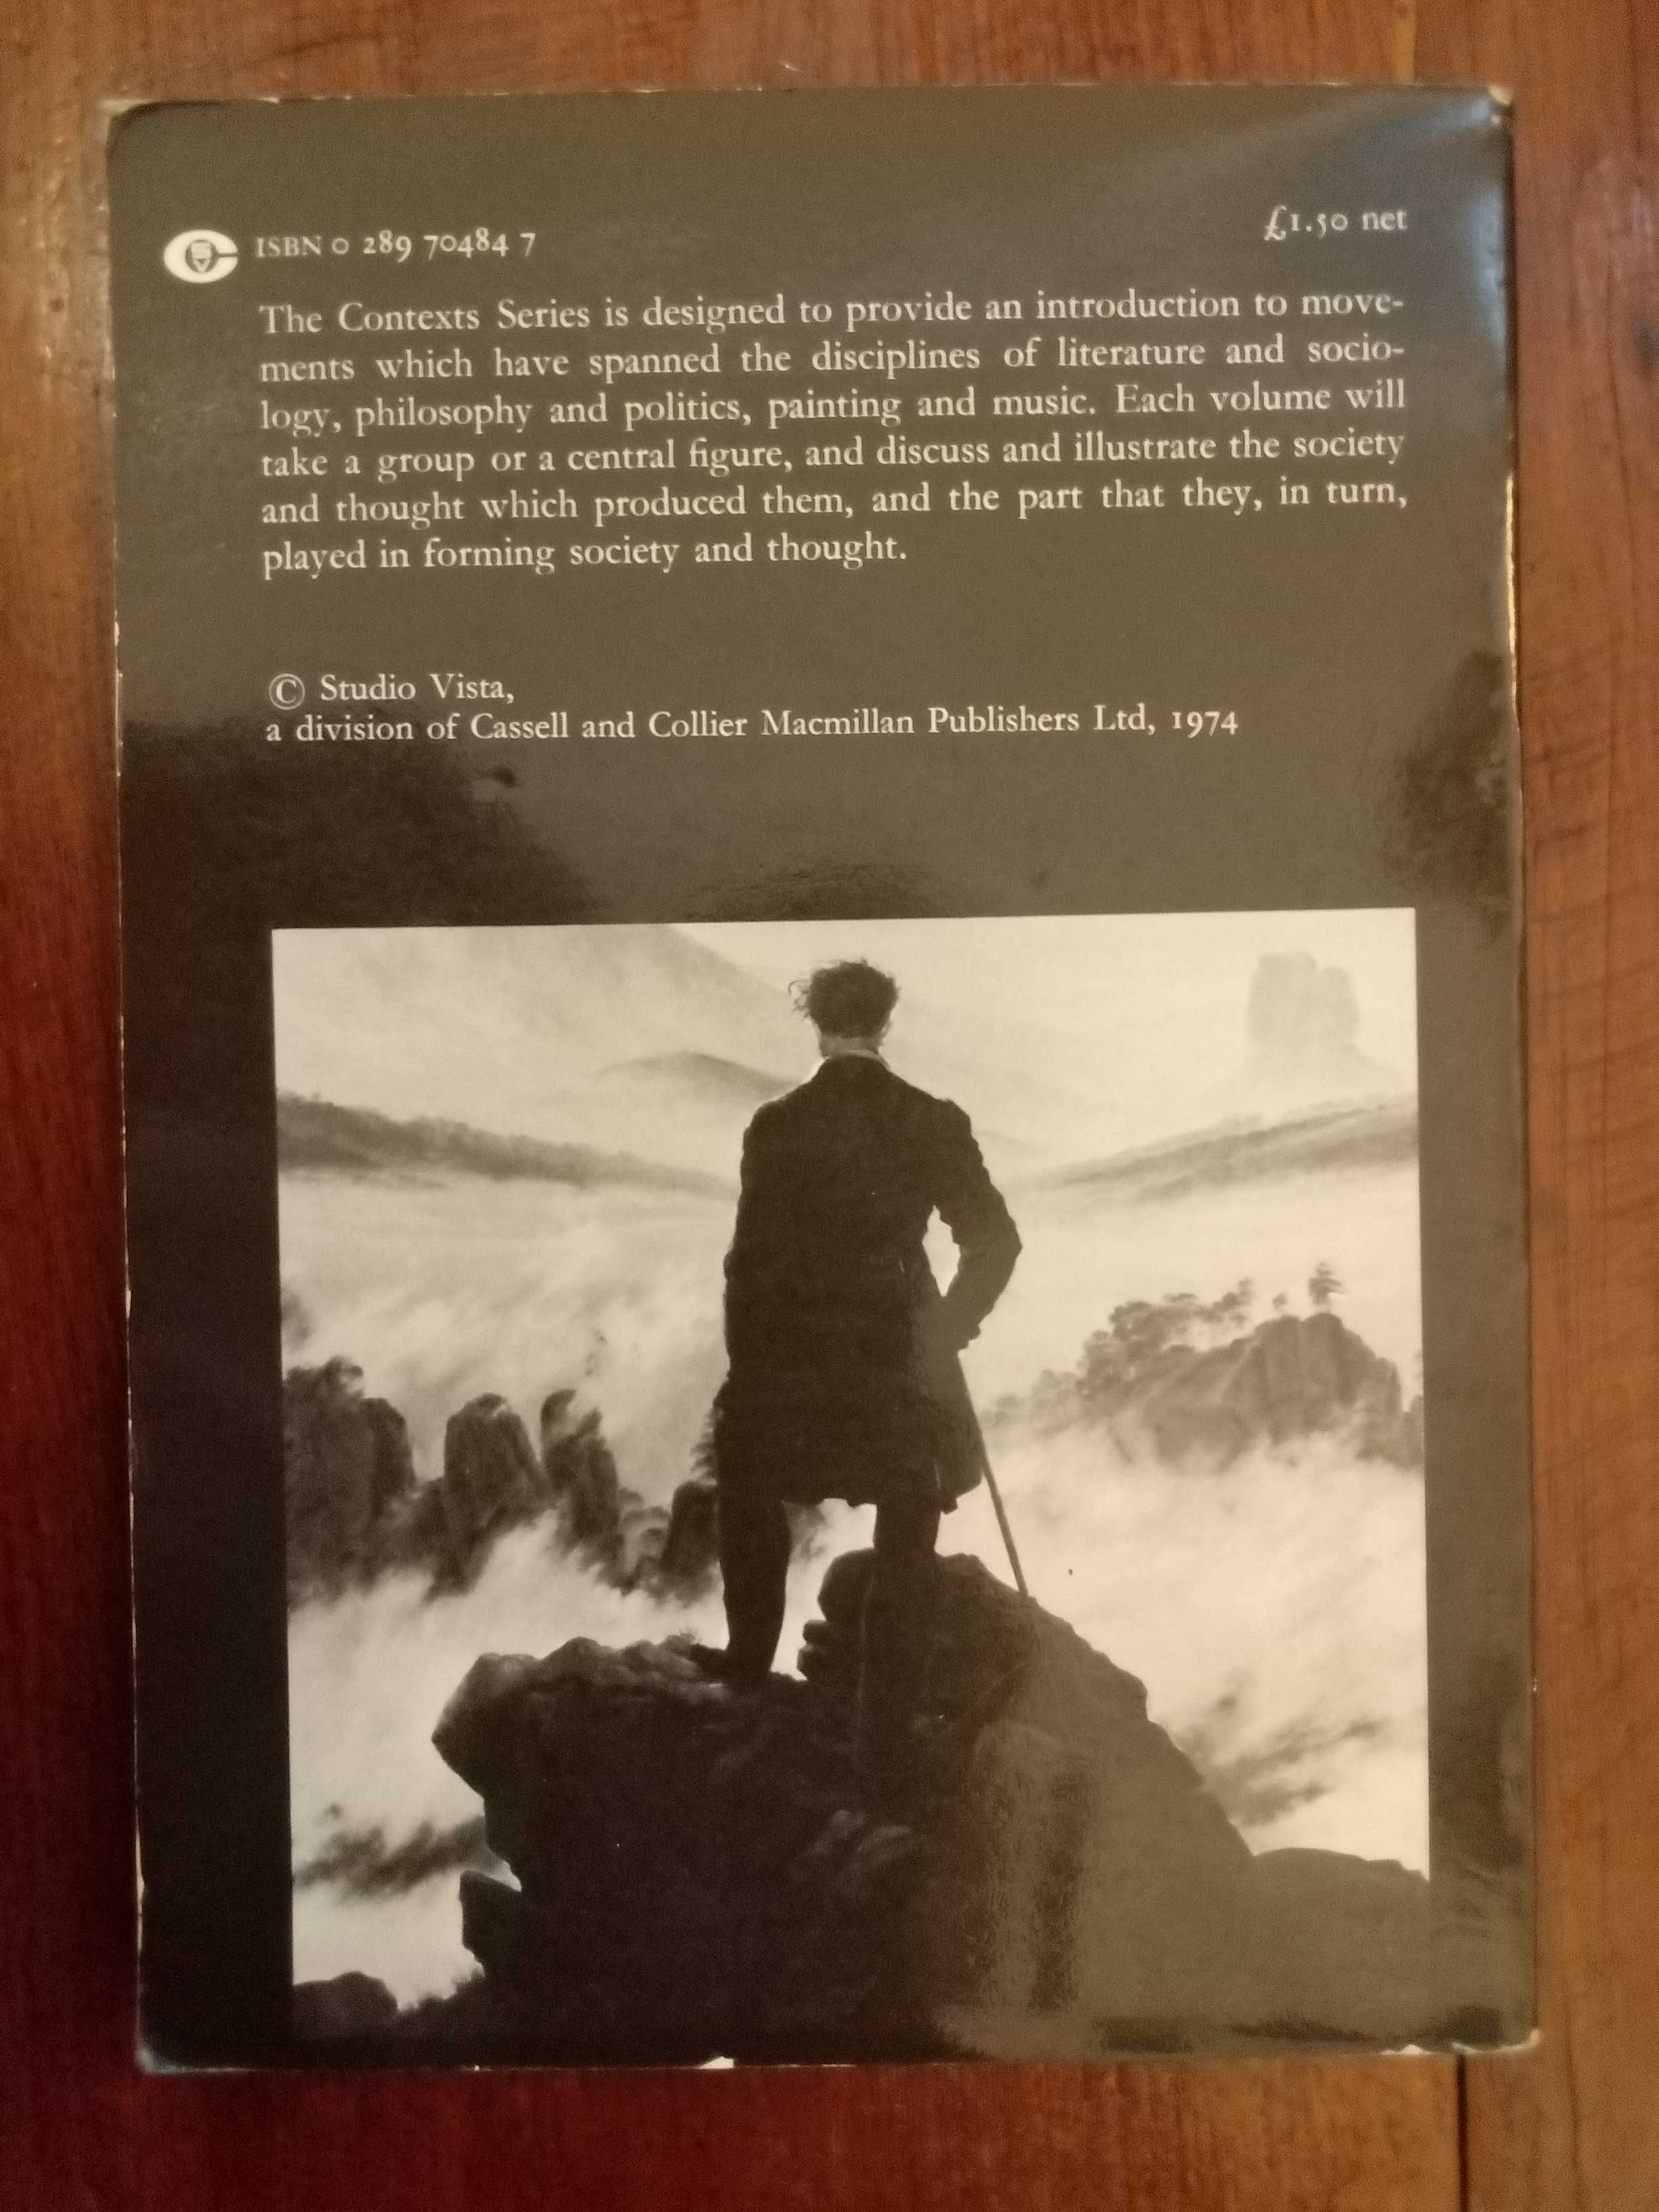 ISBN 0 289 70484 7
£1.50 net
The Contexts Series is designed to provide an introduction to move-
ments which have spanned the disciplines of literature and socio-
logy, philosophy and politics, painting and music. Each volume will
take a group or a central figure, and discuss and illustrate the society
and thought which produced them, and the part that they, in turn,
played in forming society and thought.
© Studio Vista,
a division of Cassell and Collier Macmillan Publishers Ltd, 1974